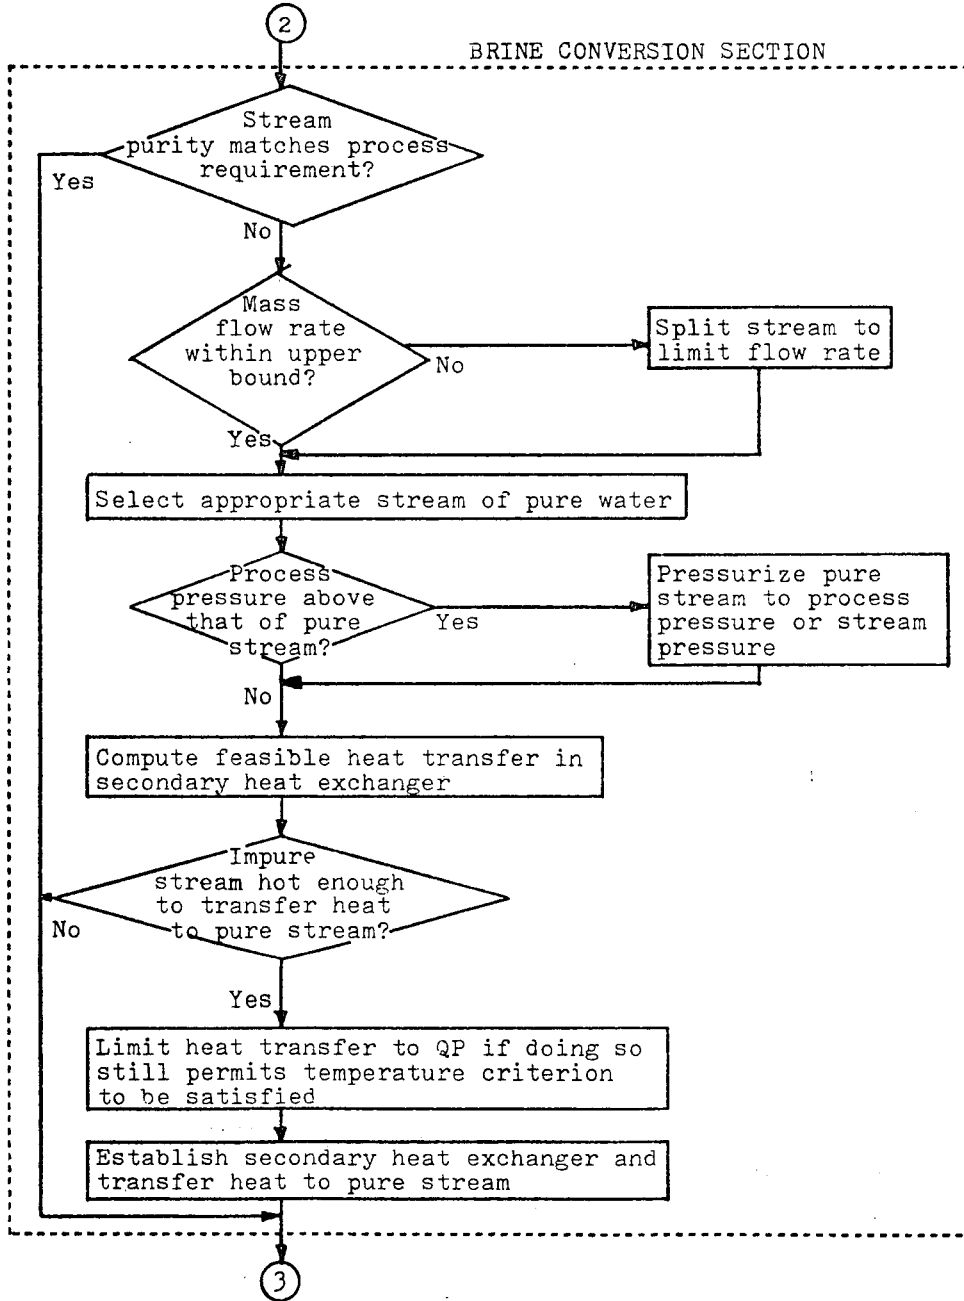 2
BRINE CONVERSION SECTION
Stream
purity matches process
requirement?
Yes
No
Mass
flow rate
within upper
bound?
No
Split stream to
limit flow rate
Yes
Select appropriate stream of pure water
Process
pressure above
that of pure
stream?
Yes
Pressurize pure
stream to process
pressure or stream
pressure
No
Compute feasible heat transfer in
secondary heat exchanger
Impure
stream hot enough
to transfer heat
to pure stream?
No
Yes
Limit heat transfer to QP if doing so
still permits temperature criterion
to be satisfied
Establish secondary heat exchanger and
transfer heat to pure stream
3